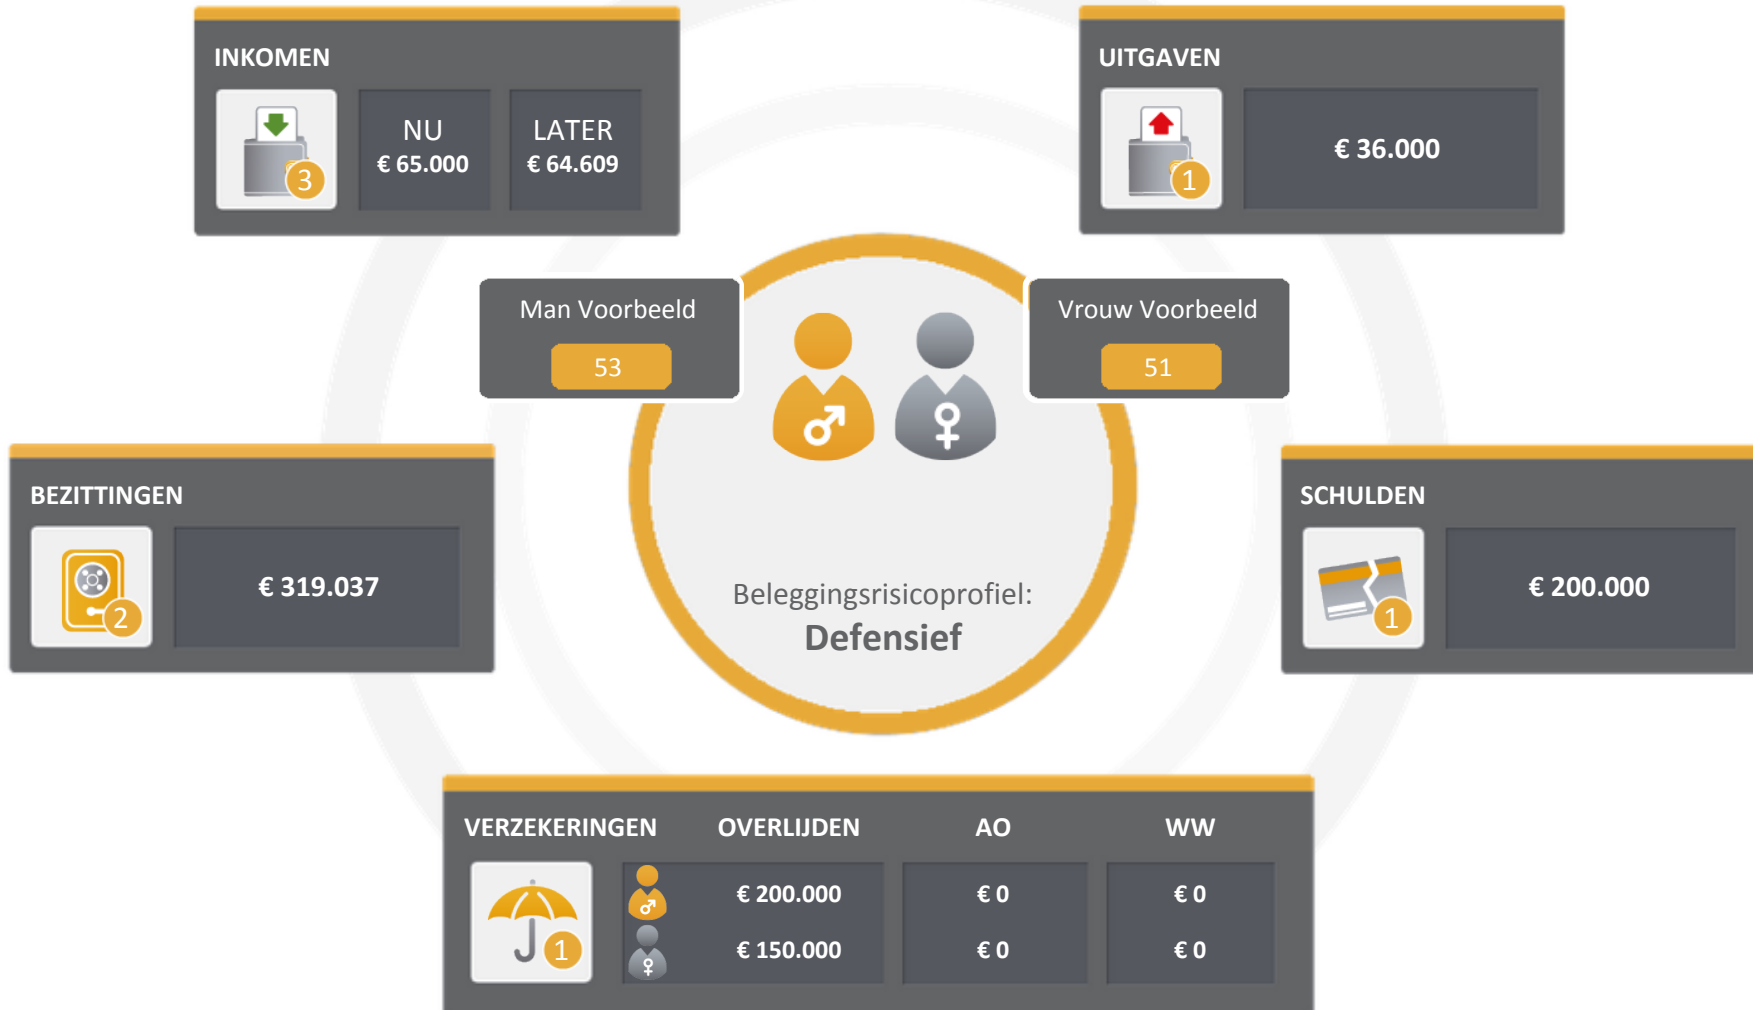 INKOMEN
3
NU
€ 65.000
LATER
€ 64.609
UITGAVEN
1
€ 36.000
Man Voorbeeld
53
Vrouw Voorbeeld
51
BEZITTINGEN
2
€ 319.037
Beleggingsrisicoprofiel:
Defensief
SCHULDEN
1
€ 200.000
VERZEKERINGEN OVERLIJDEN AO WW
1
€ 200.000 € 0 € 0
€ 150.000 € 0 € 0